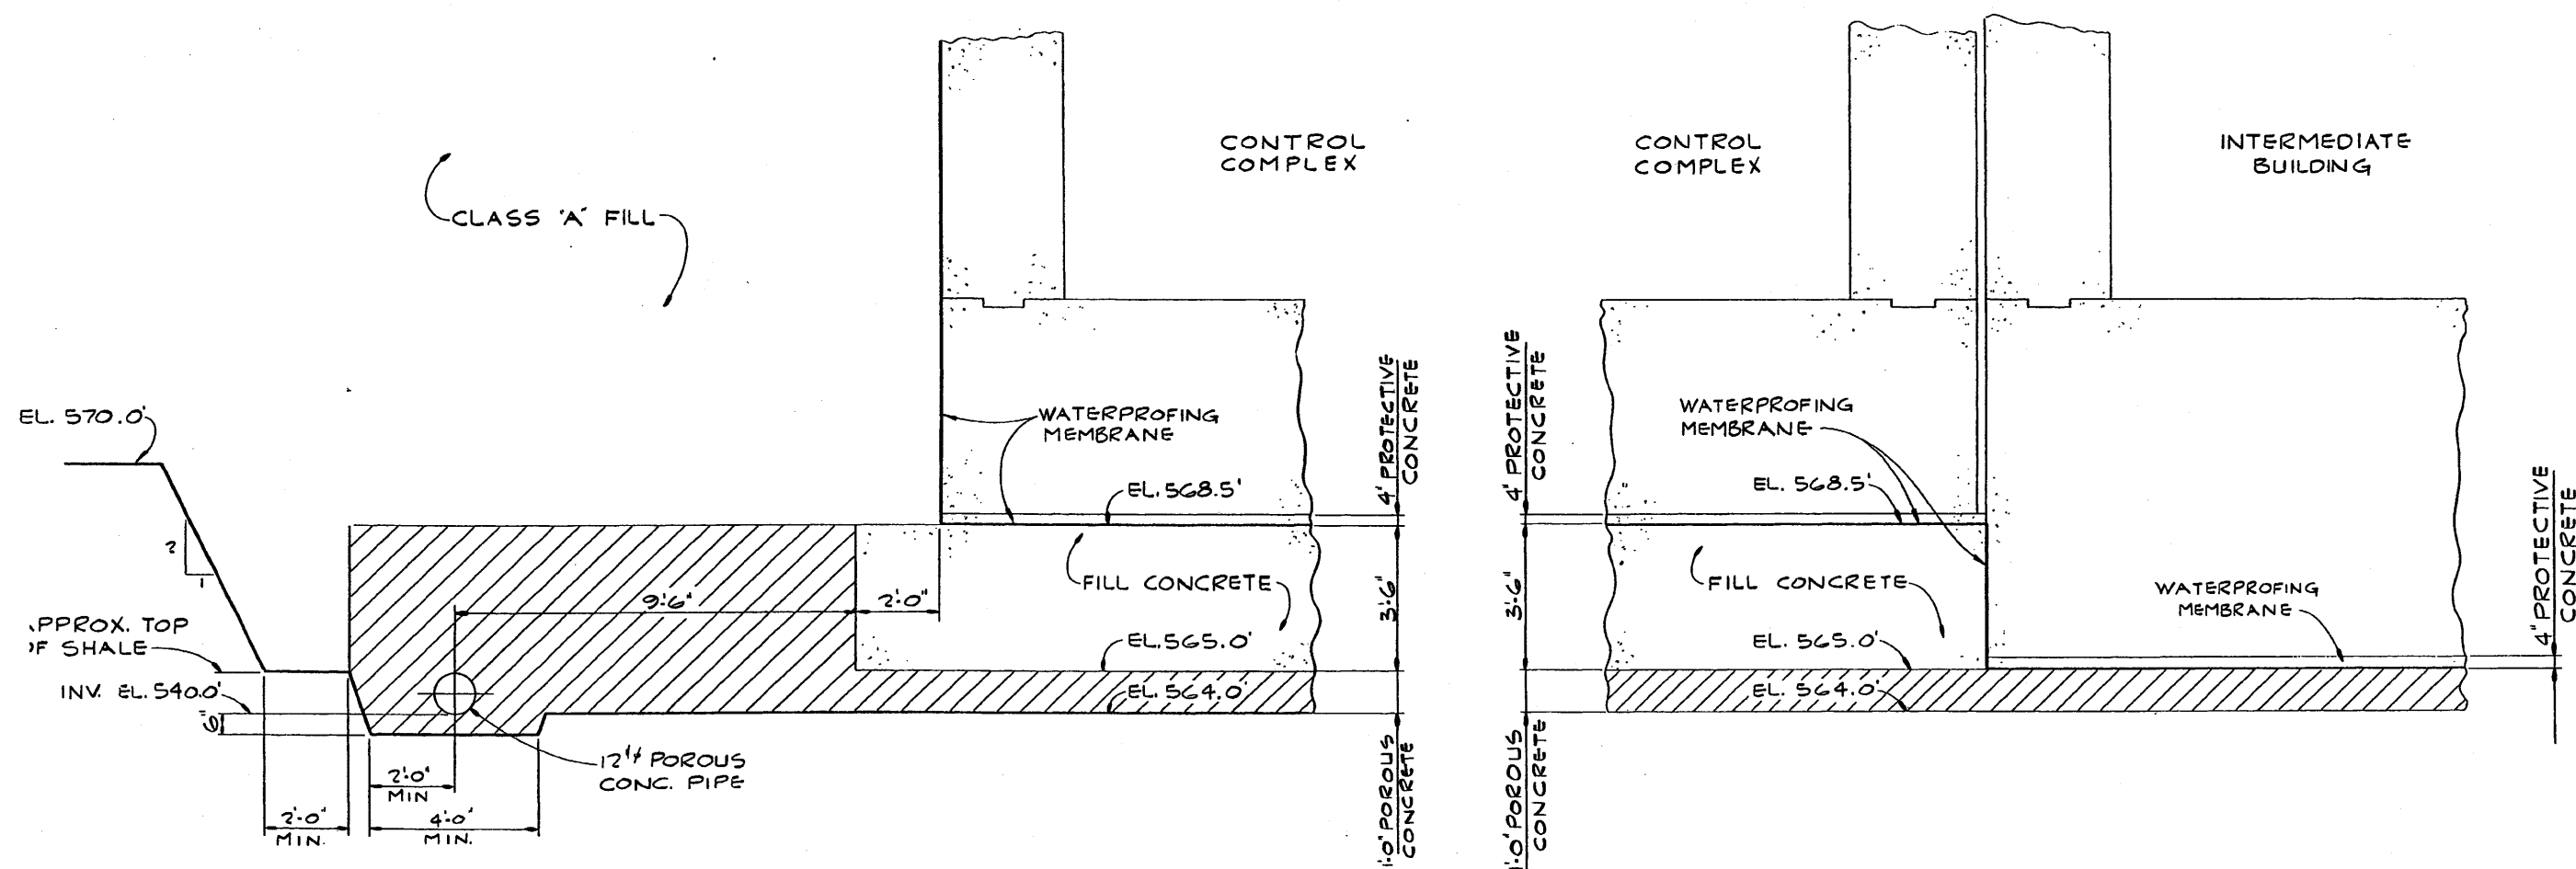 CONTROL
COMPLEX
CONTROL
COMPLEX
INTERMEDIATE
BUILDING
CLASS "A" FILL
EL. 570.0'
2
1
WATERPROFING
MEMBRANE
EL. 568.5'
4" PROTECTIVE
CONCRETE
4" PROTECTIVE
CONCRETE
WATERPROFING
MEMBRANE
EL. 568.5'
9'-6"
2'-0"
FILL CONCRETE
3'-6"
3'-6"
FILL CONCRETE
WATERPROFING
MEMBRANE
4" PROTECTIVE
CONCRETE
PPROX. TOP
F SHALE
INV. EL. 540.0'
6"
EL. 565.0'
EL. 564.0'
EL. 565.0'
EL. 564.0'
12"∮ POROUS
CONC. PIPE
2'-0"
MIN
2'-0"
MIN.
4'-0"
MIN.
1'-0" POROUS
CONCRETE
1'-0" POROUS
CONCRETE